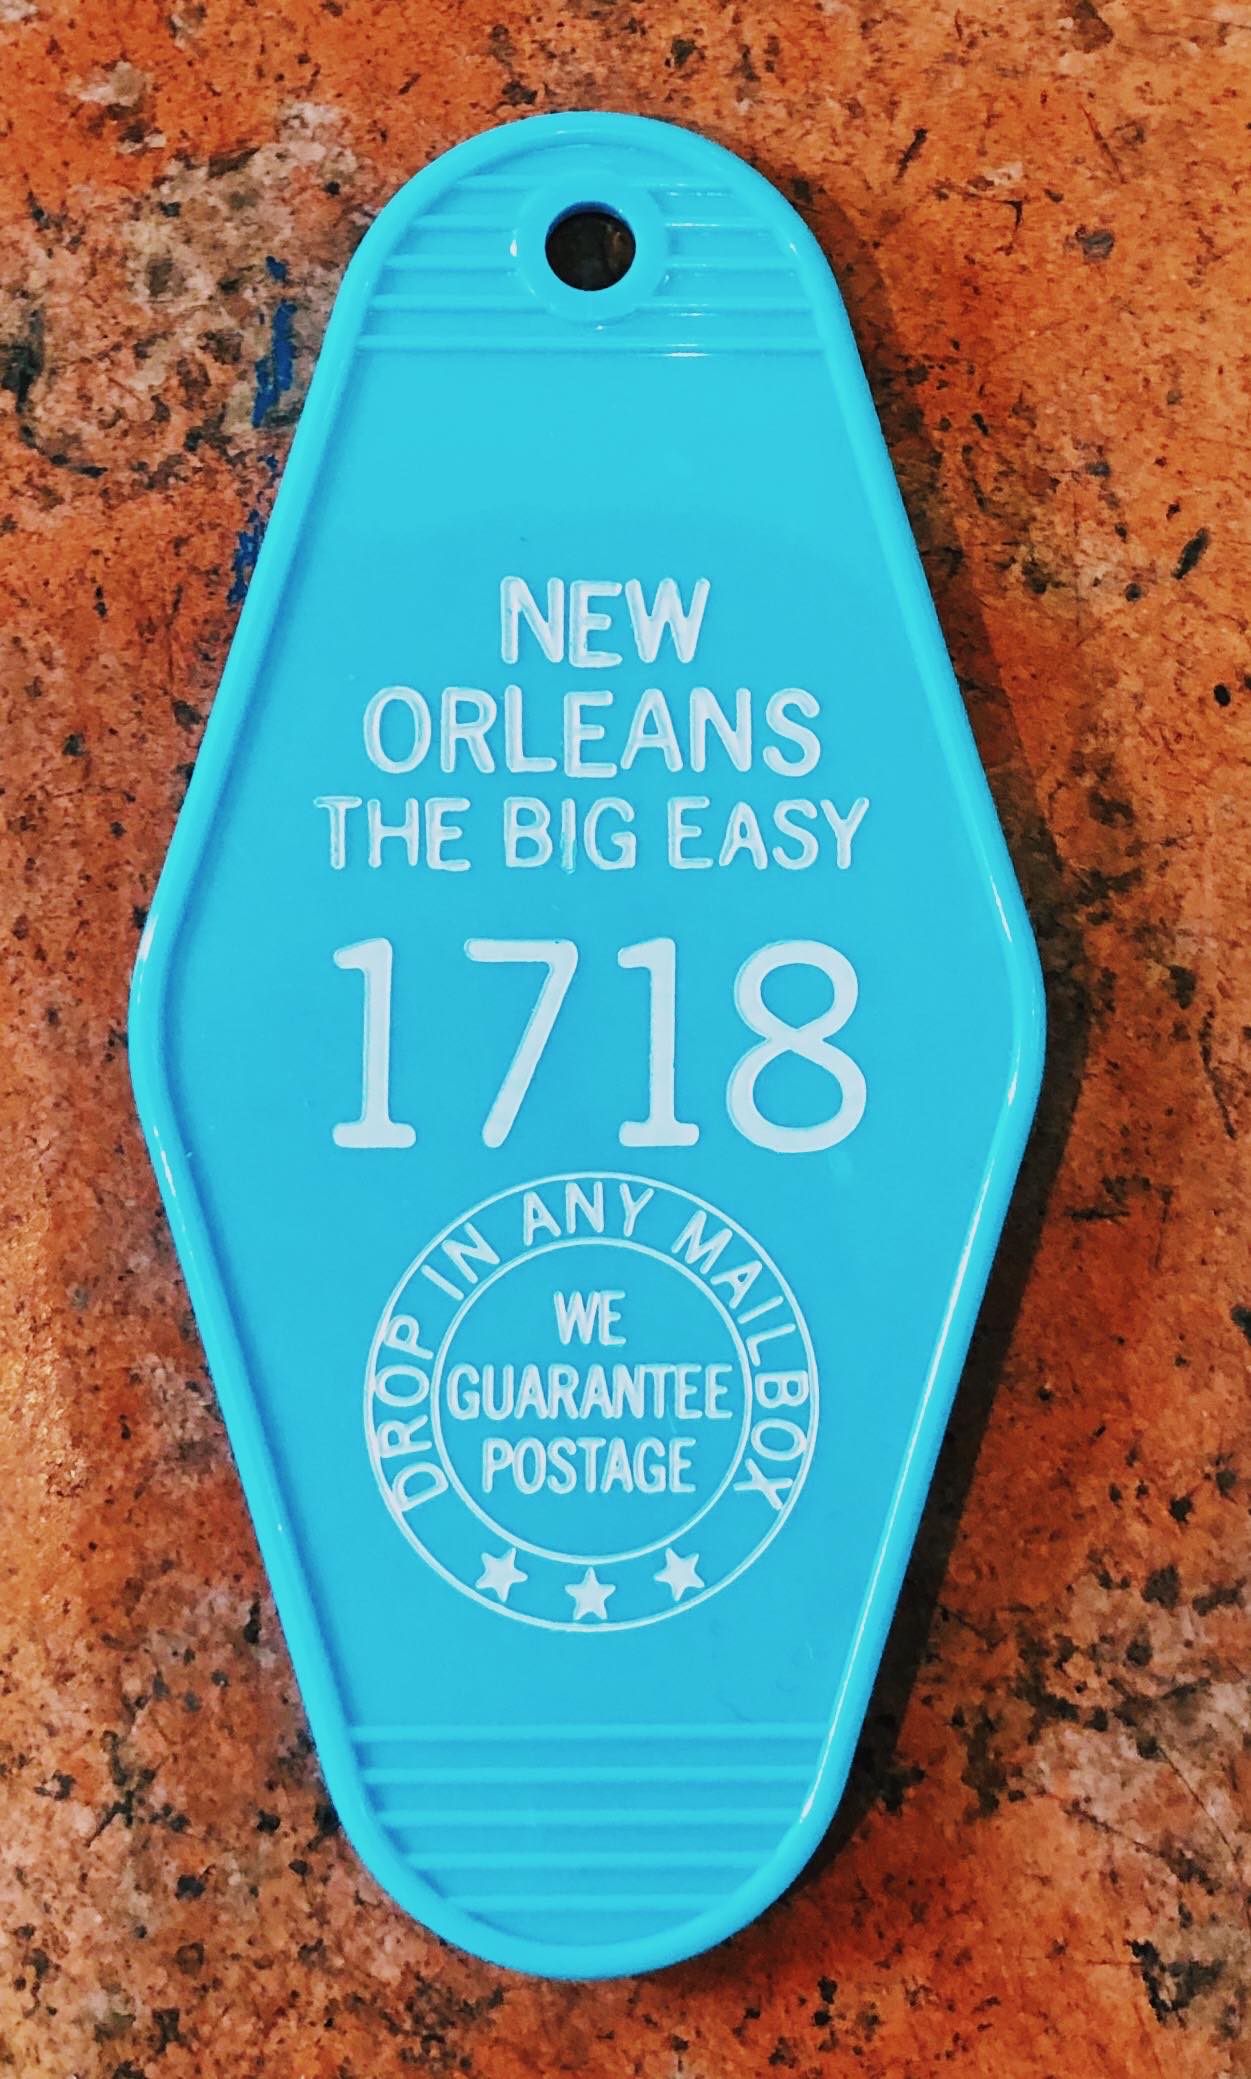 NEW
ORLEANS
THE BIG EASY
1718
DROP IN ANY MAILBOX
WE
GUARANTEE
POSTAGE